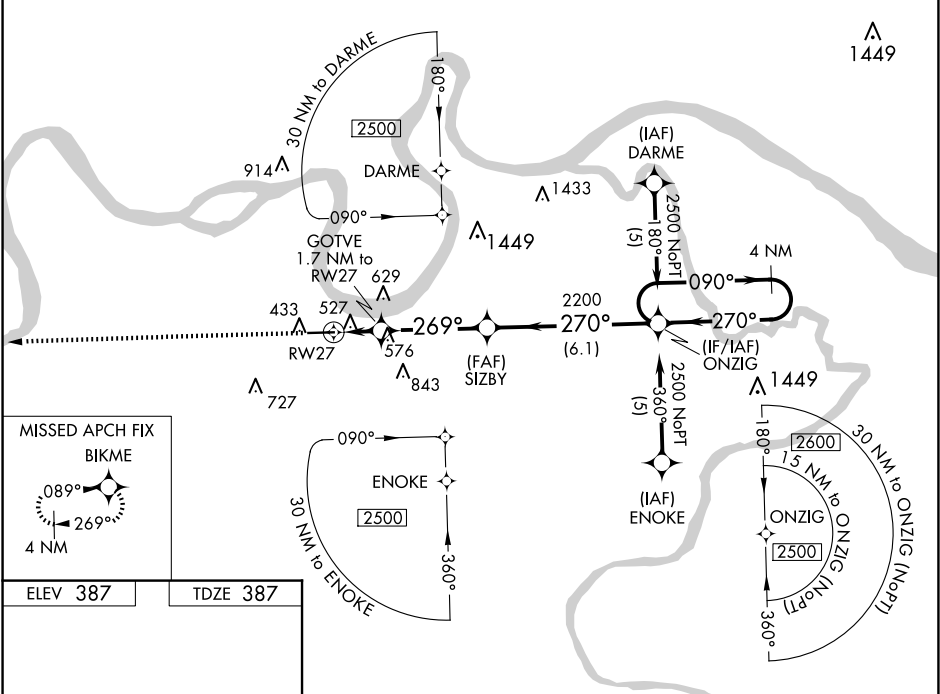 1449
30 NM to DARME
180°
2500
DARME
090°
914
1433
1449
(IAF)
DARME
2500 NoPT
180°
(5)
4 NM
090°
270°
GOTVE
1.7 NM to
RW27
629
433
527
RW27
576
269°
(FAF)
SIZBY
2200
270°
(6.1)
(IF/IAF)
ONZIG
843
727
1449
2500 NoPT
360°
(5)
(IAF)
ENOKE
MISSED APCH FIX
BIKME
089°
269°
4 NM
090°
ENOKE
2500
360°
30 NM to ENOKE
180°
2600
30 NM to ONZIG (NoPT)
15 NM to ONZIG (NoPT)
ONZIG
2500
360°
ELEV 387
TDZE 387